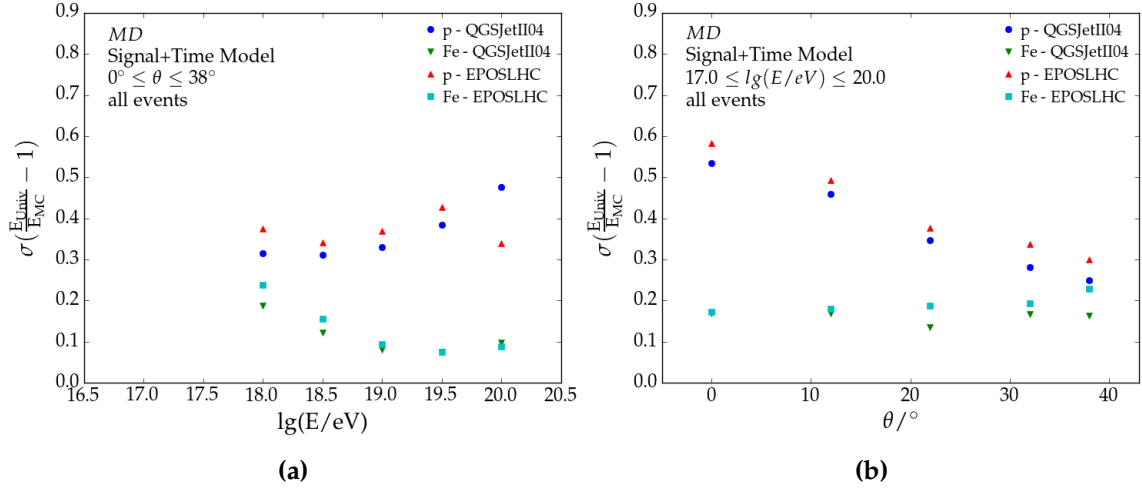 MD
Signal+Time Model
0° ≤ θ ≤ 38°
all events
p - QGSJetII04
Fe - QGSJetII04
p - EPOSLHC
Fe - EPOSLHC
0.9
0.8
0.7
0.6
0.5
0.4
0.3
0.2
0.1
0.0
σ(E_Univ/E_MC − 1)
16.5 17.0 17.5 18.0 18.5 19.0 19.5 20.0 20.5
lg(E/eV)
(a)
MD
Signal+Time Model
17.0 ≤ lg(E/eV) ≤ 20.0
all events
p - QGSJetII04
Fe - QGSJetII04
p - EPOSLHC
Fe - EPOSLHC
0.9
0.8
0.7
0.6
0.5
0.4
0.3
0.2
0.1
0.0
σ(E_Univ/E_MC − 1)
0 10 20 30 40
θ/°
(b)